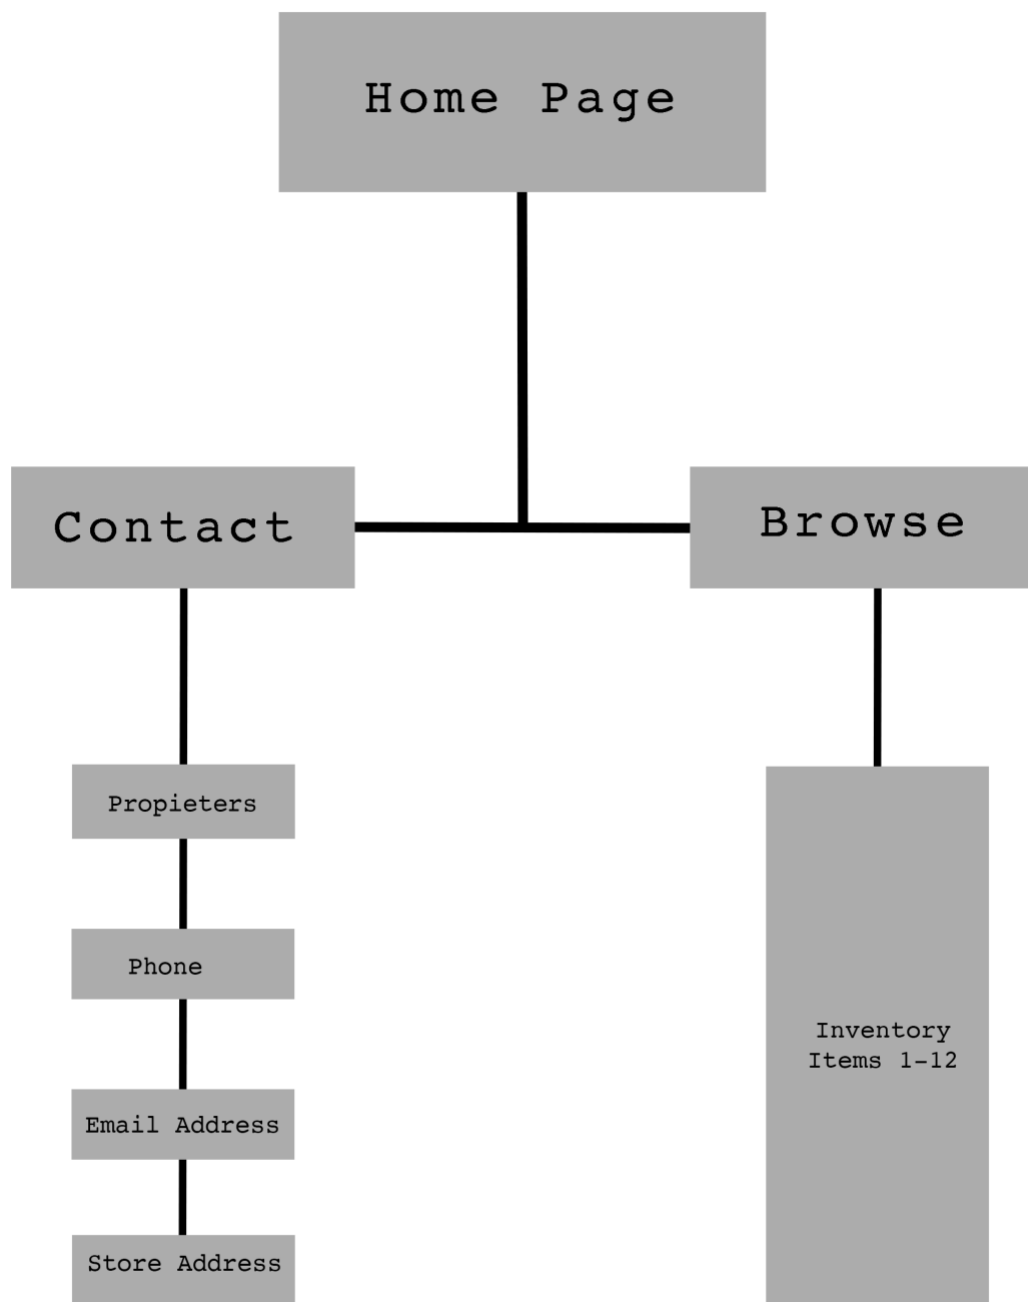 Home Page
Contact
Browse
Propieters
Phone
Email Address
Store Address
Inventory
Items 1-12